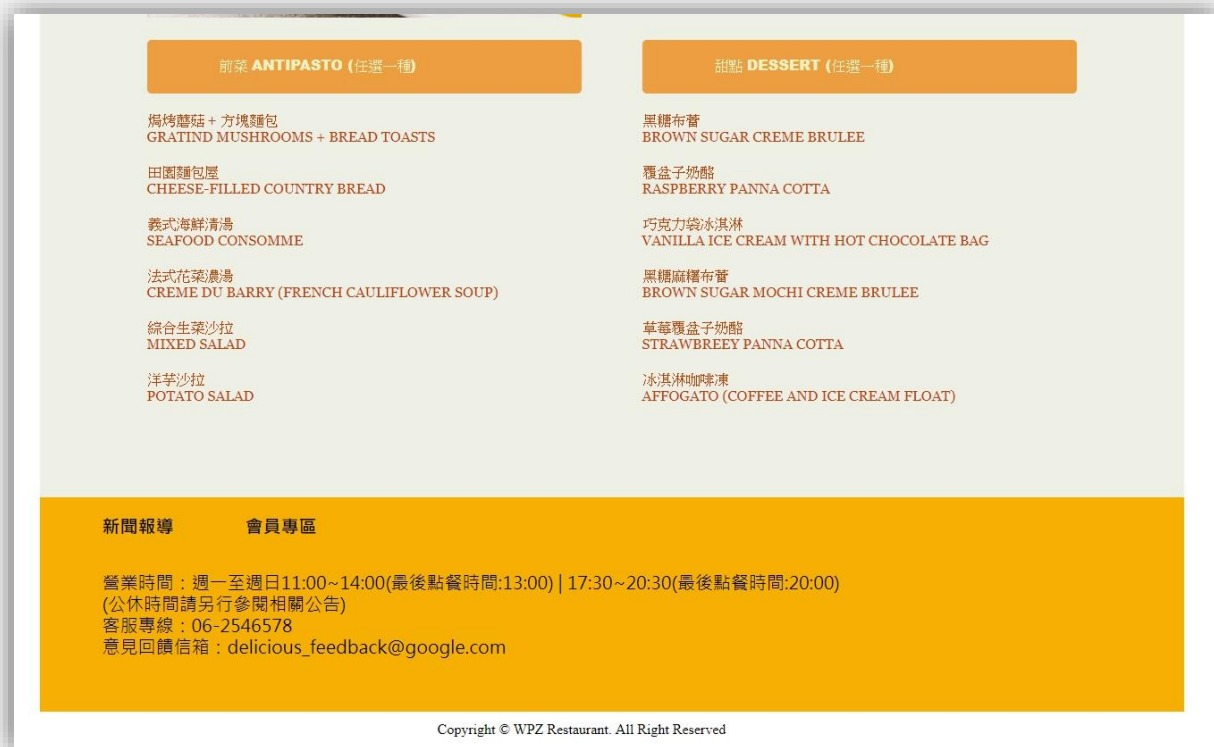 前菜 ANTIPASTO (任選一種)
焗烤蘑菇 + 方塊麵包
GRATIND MUSHROOMS + BREAD TOASTS
田園麵包屋
CHEESE-FILLED COUNTRY BREAD
義式海鮮清湯
SEAFOOD CONSOMME
法式花菜濃湯
CREME DU BARRY (FRENCH CAULIFLOWER SOUP)
綜合生菜沙拉
MIXED SALAD
洋芋沙拉
POTATO SALAD
甜點 DESSERT (任選一種)
黑糖布蕾
BROWN SUGAR CREME BRULEE
覆盆子奶酪
RASPBERRY PANNA COTTA
巧克力袋冰淇淋
VANILLA ICE CREAM WITH HOT CHOCOLATE BAG
黑糖麻糬布蕾
BROWN SUGAR MOCHI CREME BRULEE
草莓覆盆子奶酪
STRAWBREEY PANNA COTTA
冰淇淋咖啡凍
AFFOGATO (COFFEE AND ICE CREAM FLOAT)
新聞報導 會員專區
營業時間：週一至週日11:00~14:00(最後點餐時間:13:00) | 17:30~20:30(最後點餐時間:20:00)
(公休時間請另行參閱相關公告)
客服專線：06-2546578
意見回饋信箱：delicious_feedback@google.com
Copyright © WPZ Restaurant. All Right Reserved